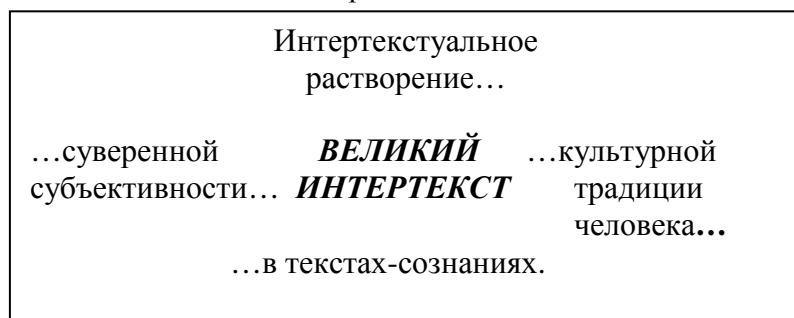 Интертекстуальное
растворение…
…суверенной ВЕЛИКИЙ …культурной
субъективности… ИНТЕРТЕКСТ традиции
человека…
…в текстах-сознаниях.